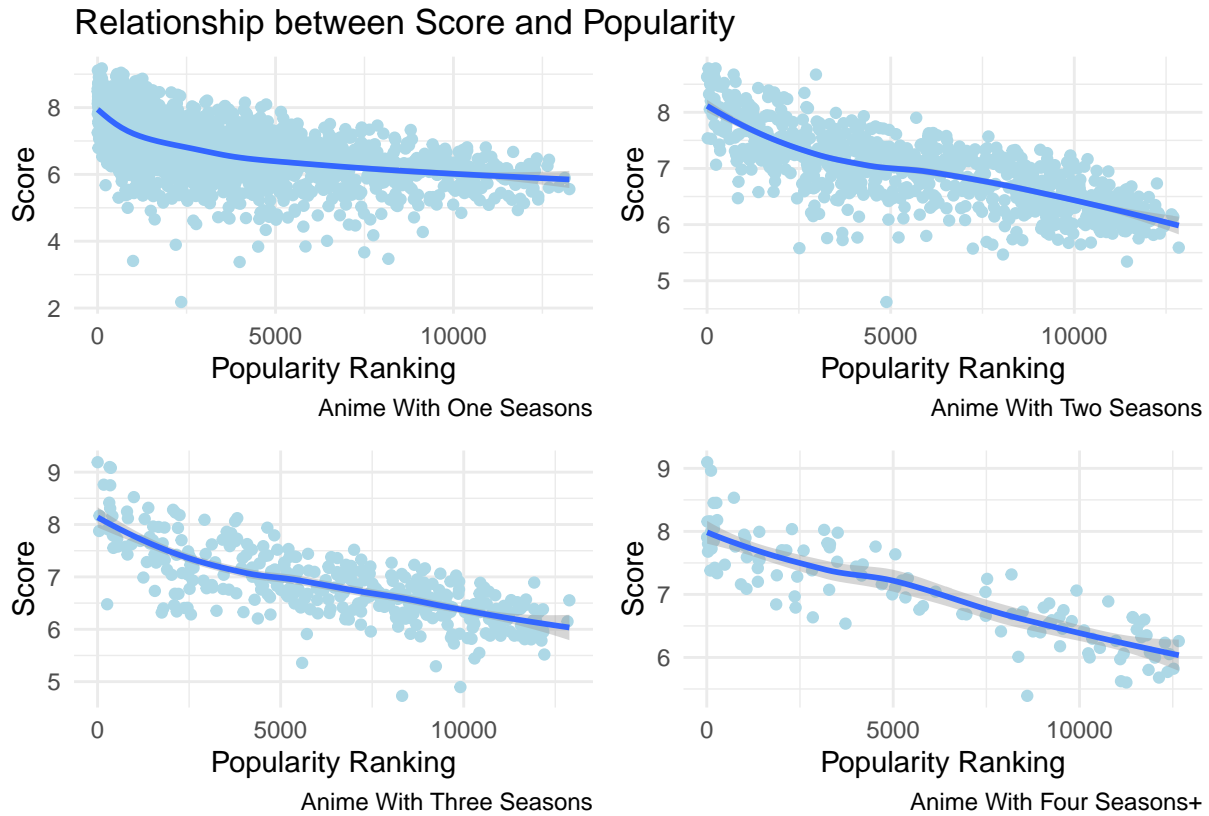 Relationship between Score and Popularity
Score
8
6
4
2
0 5000 10000
Popularity Ranking
Anime With One Seasons
Score
8
7
6
5
0 5000 10000
Popularity Ranking
Anime With Two Seasons
Score
9
8
7
6
5
0 5000 10000
Popularity Ranking
Anime With Three Seasons
Score
9
8
7
6
0 5000 10000
Popularity Ranking
Anime With Four Seasons+